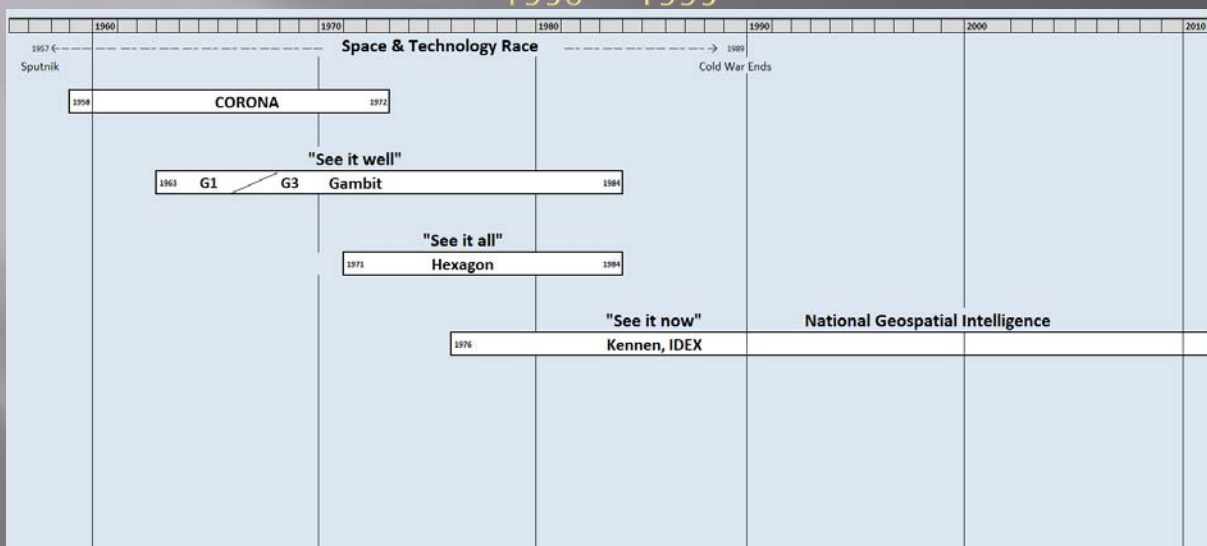 1960 1970 1980 1990 2000 2010
1957 Space & Technology Race 1989
Sputnik Cold War Ends
1958 CORONA 1972
"See it well"
1963 G1 G3 Gambit 1984
"See it all"
1971 Hexagon 1984
"See it now" National Geospatial Intelligence
1976 Kennen, IDEX